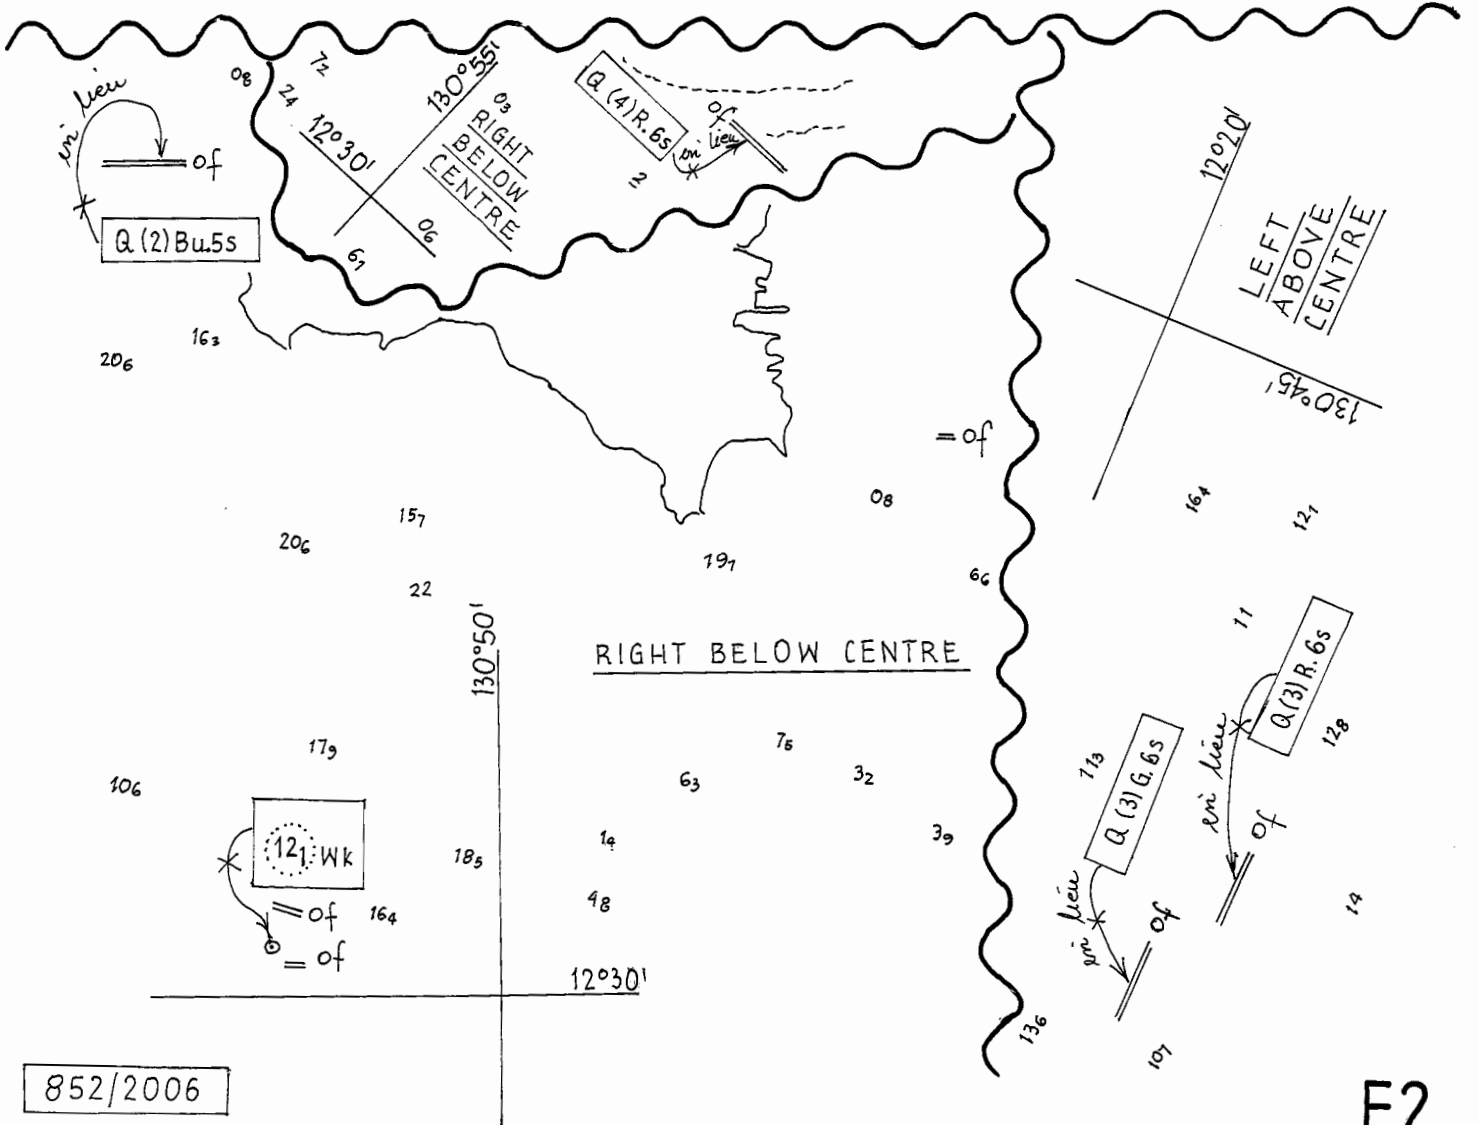 en lieu
of
Q (2) Bu.5s
0₈
2₄
7₂
12°30'
130°55'
0₃
RIGHT
BELOW
CENTRE
0₆
6₁
Q (4) R. 6s
en lieu
of
2
16₃
20₆
15₇
20₆
22
19₁
0₈
6₆
= of
130°50'
RIGHT BELOW CENTRE
17₉
10₆
12₁ Wk
of
16₄
= of
18₅
7₅
6₃
3₂
1₄
3₉
4₈
12°30'
852/2006
12°20'
LEFT
ABOVE
CENTRE
130°45'
16₄
12₁
11
Q (3) R. 6s
12₈
en lieu
of
11₃
Q (3) G. 6s
en lieu
of
14
13₆
10₇